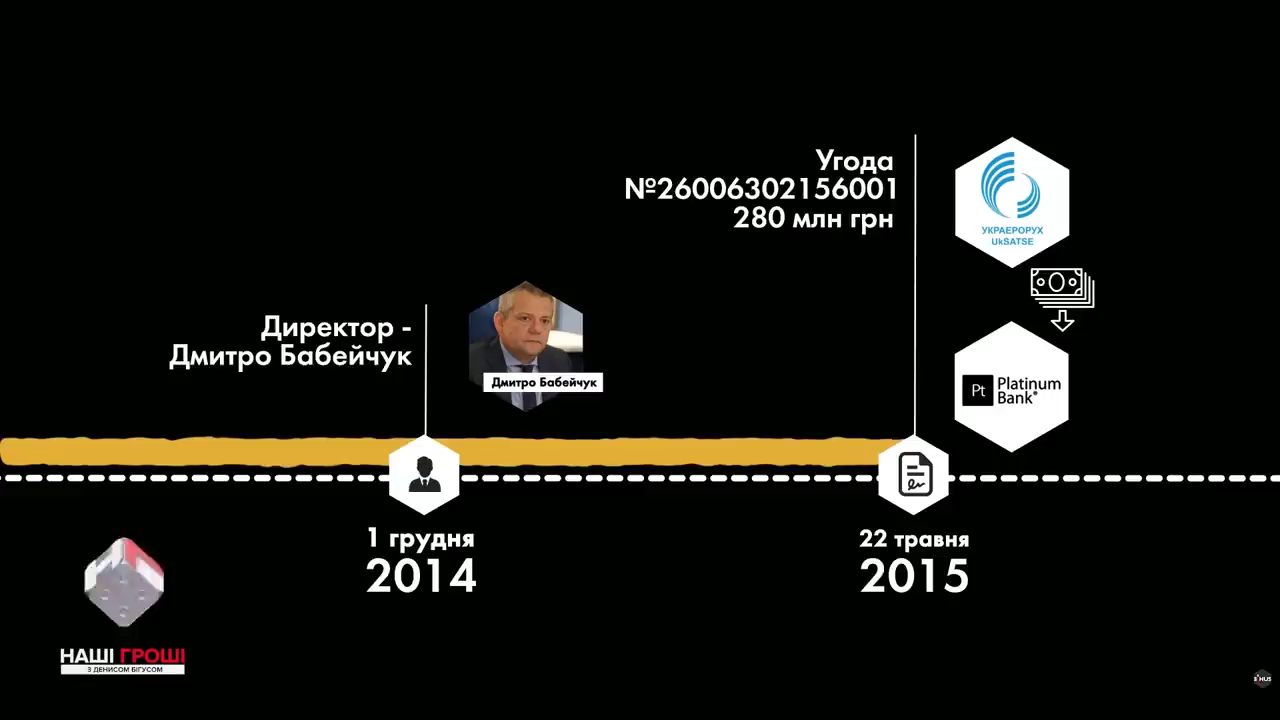 Угода
№26006302156001
280 млн грн
УКРАЕРОРУХ
UkSATSE
Директор -
Дмитро Бабейчук
Дмитро Бабейчук
Pt Platinum
Bank®
1 грудня
2014
22 травня
2015
НАШІ ГРОШІ
З ДЕНИСОМ БІГУСОМ